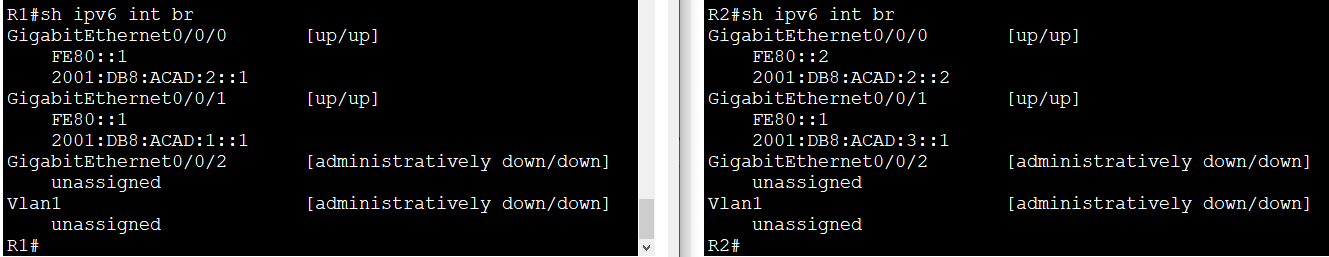 R1#sh ipv6 int br
GigabitEthernet0/0/0       [up/up]
    FE80::1
    2001:DB8:ACAD:2::1
GigabitEthernet0/0/1       [up/up]
    FE80::1
    2001:DB8:ACAD:1::1
GigabitEthernet0/0/2       [administratively down/down]
    unassigned
Vlan1                      [administratively down/down]
    unassigned
R1#
R2#sh ipv6 int br
GigabitEthernet0/0/0       [up/up]
    FE80::2
    2001:DB8:ACAD:2::2
GigabitEthernet0/0/1       [up/up]
    FE80::1
    2001:DB8:ACAD:3::1
GigabitEthernet0/0/2       [administratively down/down]
    unassigned
Vlan1                      [administratively down/down]
    unassigned
R2#